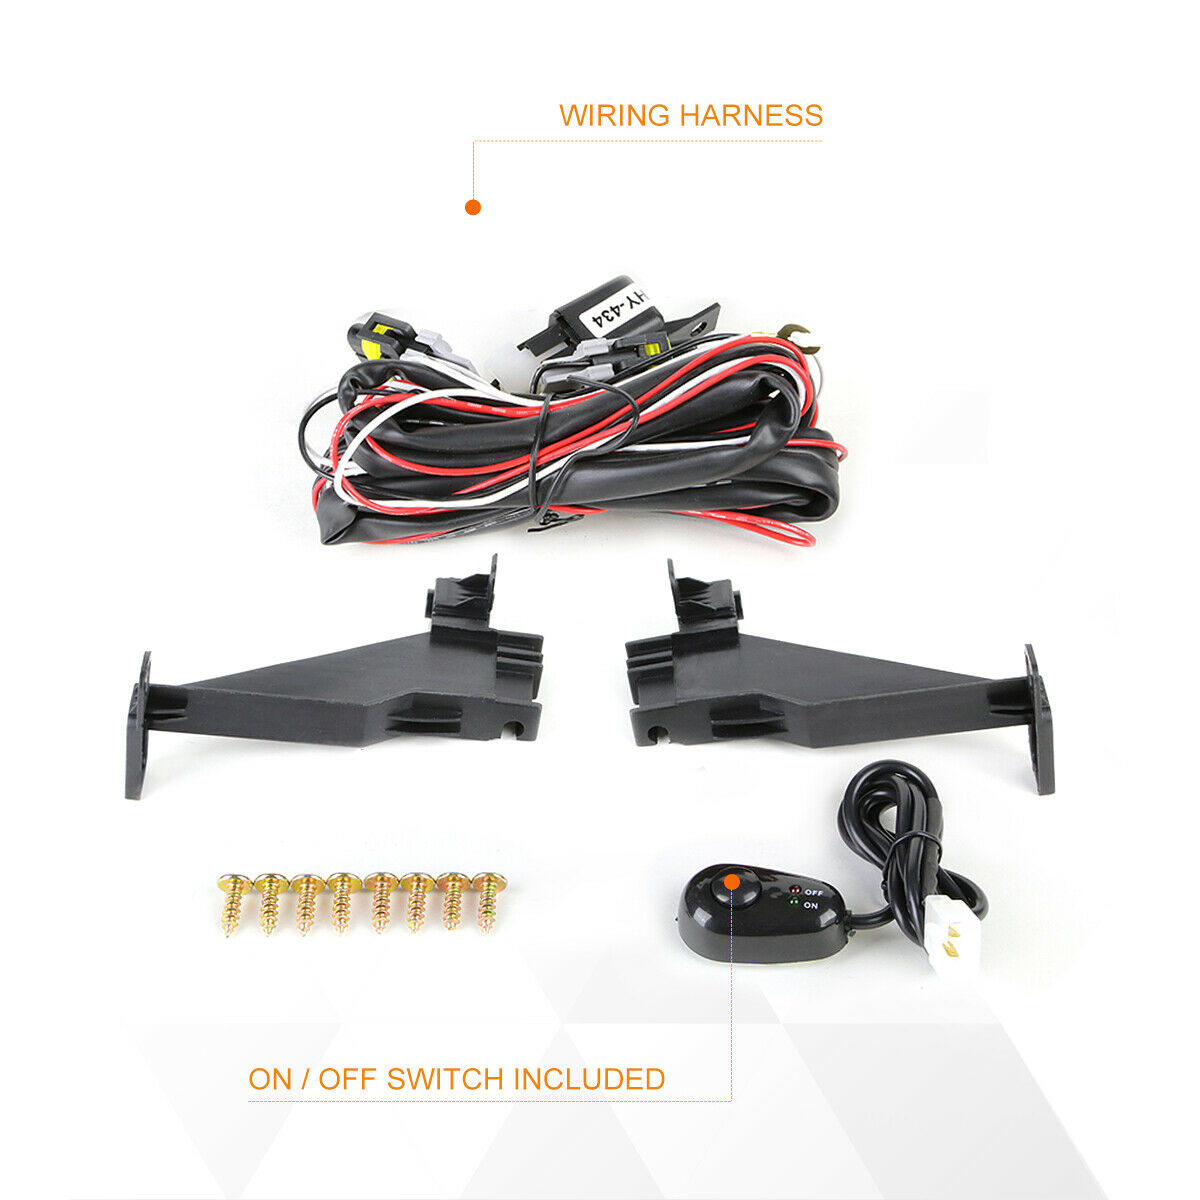 WIRING HARNESS
HY-434
OFF
ON
ON / OFF SWITCH INCLUDED